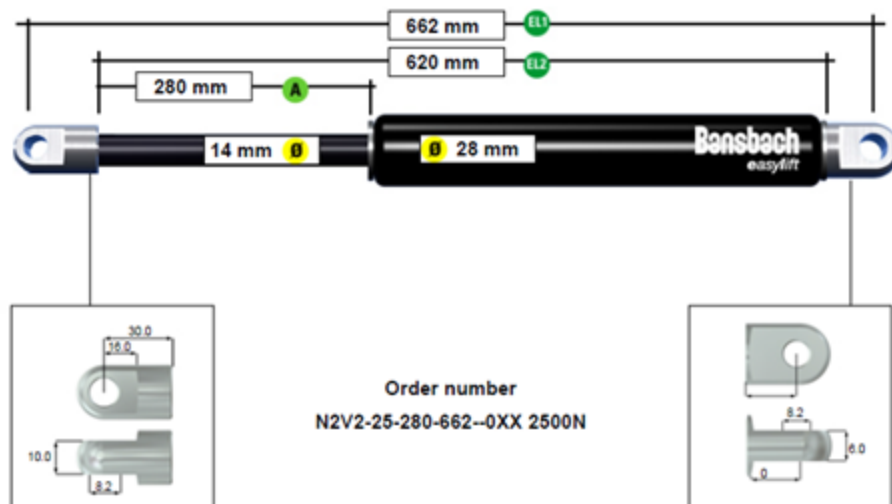 662 mm EL1
620 mm EL2
280 mm A
14 mm Ø
Ø 28 mm
Bansbach
easylift
30.0
16.0
10.0
8.2
Order number
N2V2-25-280-662--0XX 2500N
8.2
6.0
0